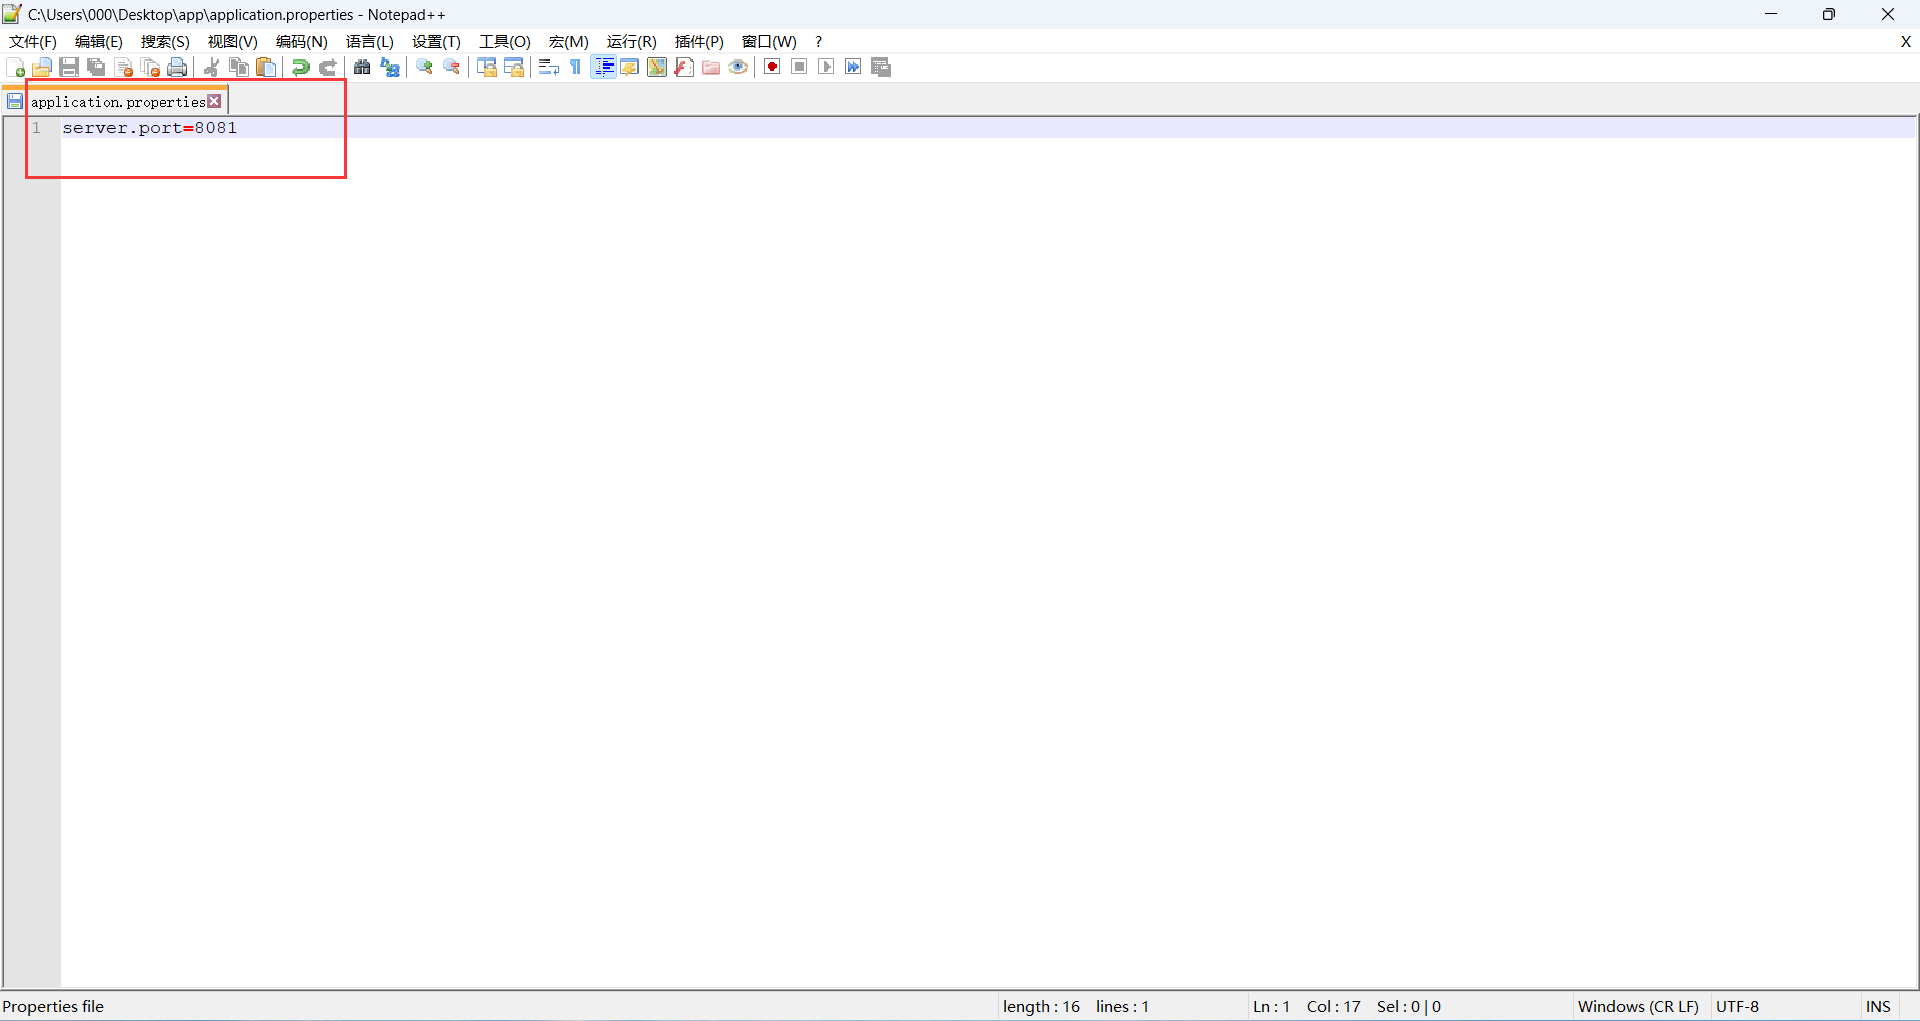 C:\Users\000\Desktop\app\application.properties - Notepad++
文件(F) 编辑(E) 搜索(S) 视图(V) 编码(N) 语言(L) 设置(T) 工具(O) 宏(M) 运行(R) 插件(P) 窗口(W) ? X
application.properties
1 server.port=8081
Properties file length : 16 lines : 1 Ln : 1 Col : 17 Sel : 0 | 0 Windows (CR LF) UTF-8 INS